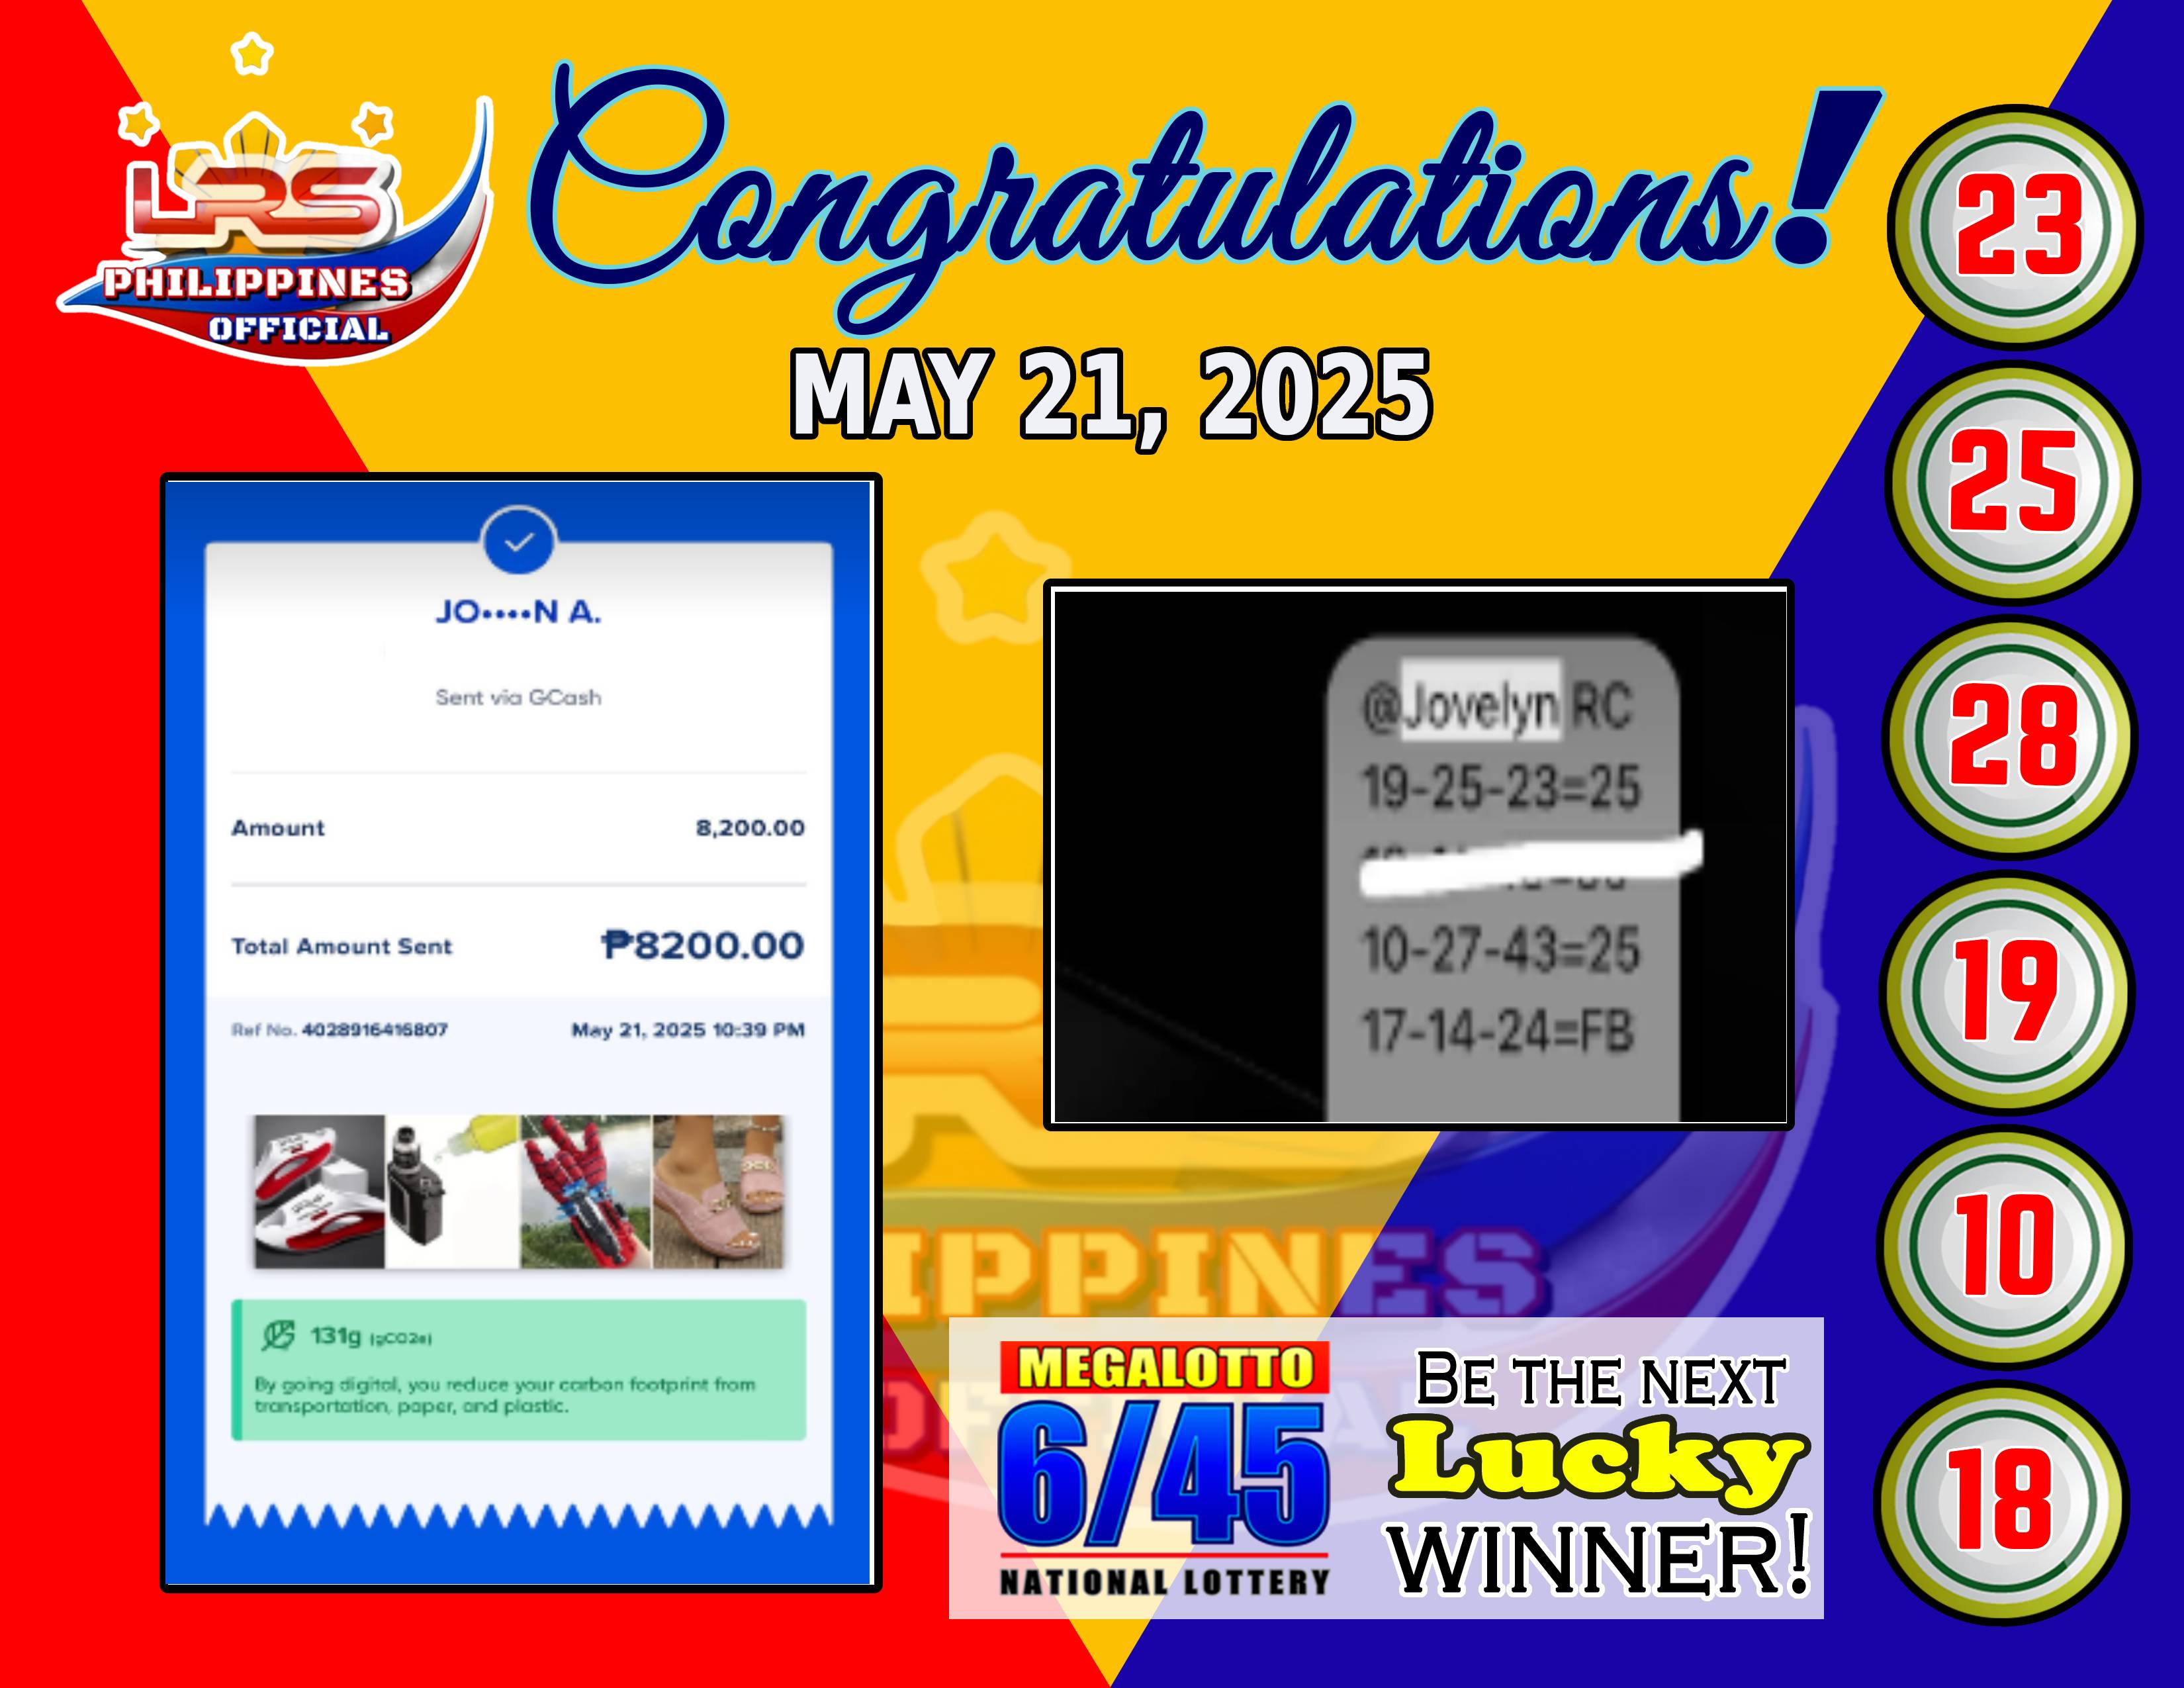 LRS
PHILIPPINES
OFFICIAL
Congratulations!
MAY 21, 2025
JO••••N A.
Sent via GCash
Amount 8,200.00
Total Amount Sent ₱8200.00
Ref No. 4028916416807 May 21, 2025 10:39 PM
131g (gCO2e)
By going digital, you reduce your carbon footprint from
transportation, paper, and plastic.
@Jovelyn RC
19-25-23=25
10-27-43=25
17-14-24=FB
MEGALOTTO
6/45
NATIONAL LOTTERY
BE THE NEXT
Lucky
WINNER!
23
25
28
19
10
18